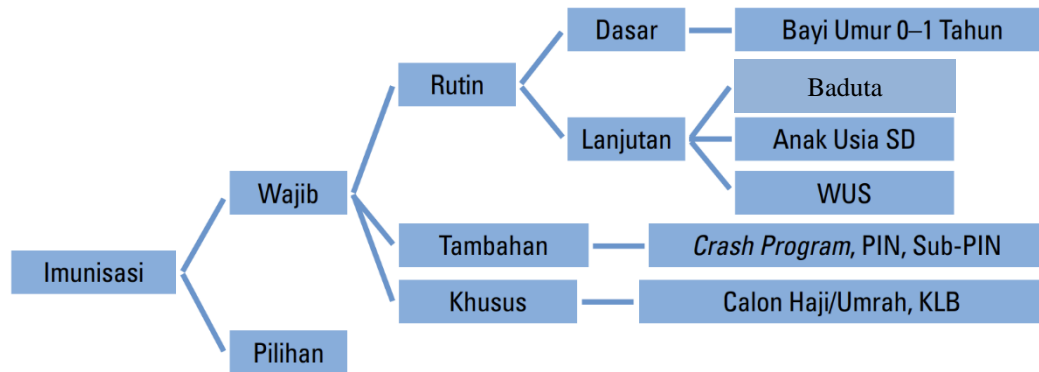 Dasar
Bayi Umur 0–1 Tahun
Rutin
Baduta
Lanjutan
Anak Usia SD
Wajib
WUS
Tambahan
Crash Program, PIN, Sub-PIN
Imunisasi
Khusus
Calon Haji/Umrah, KLB
Pilihan